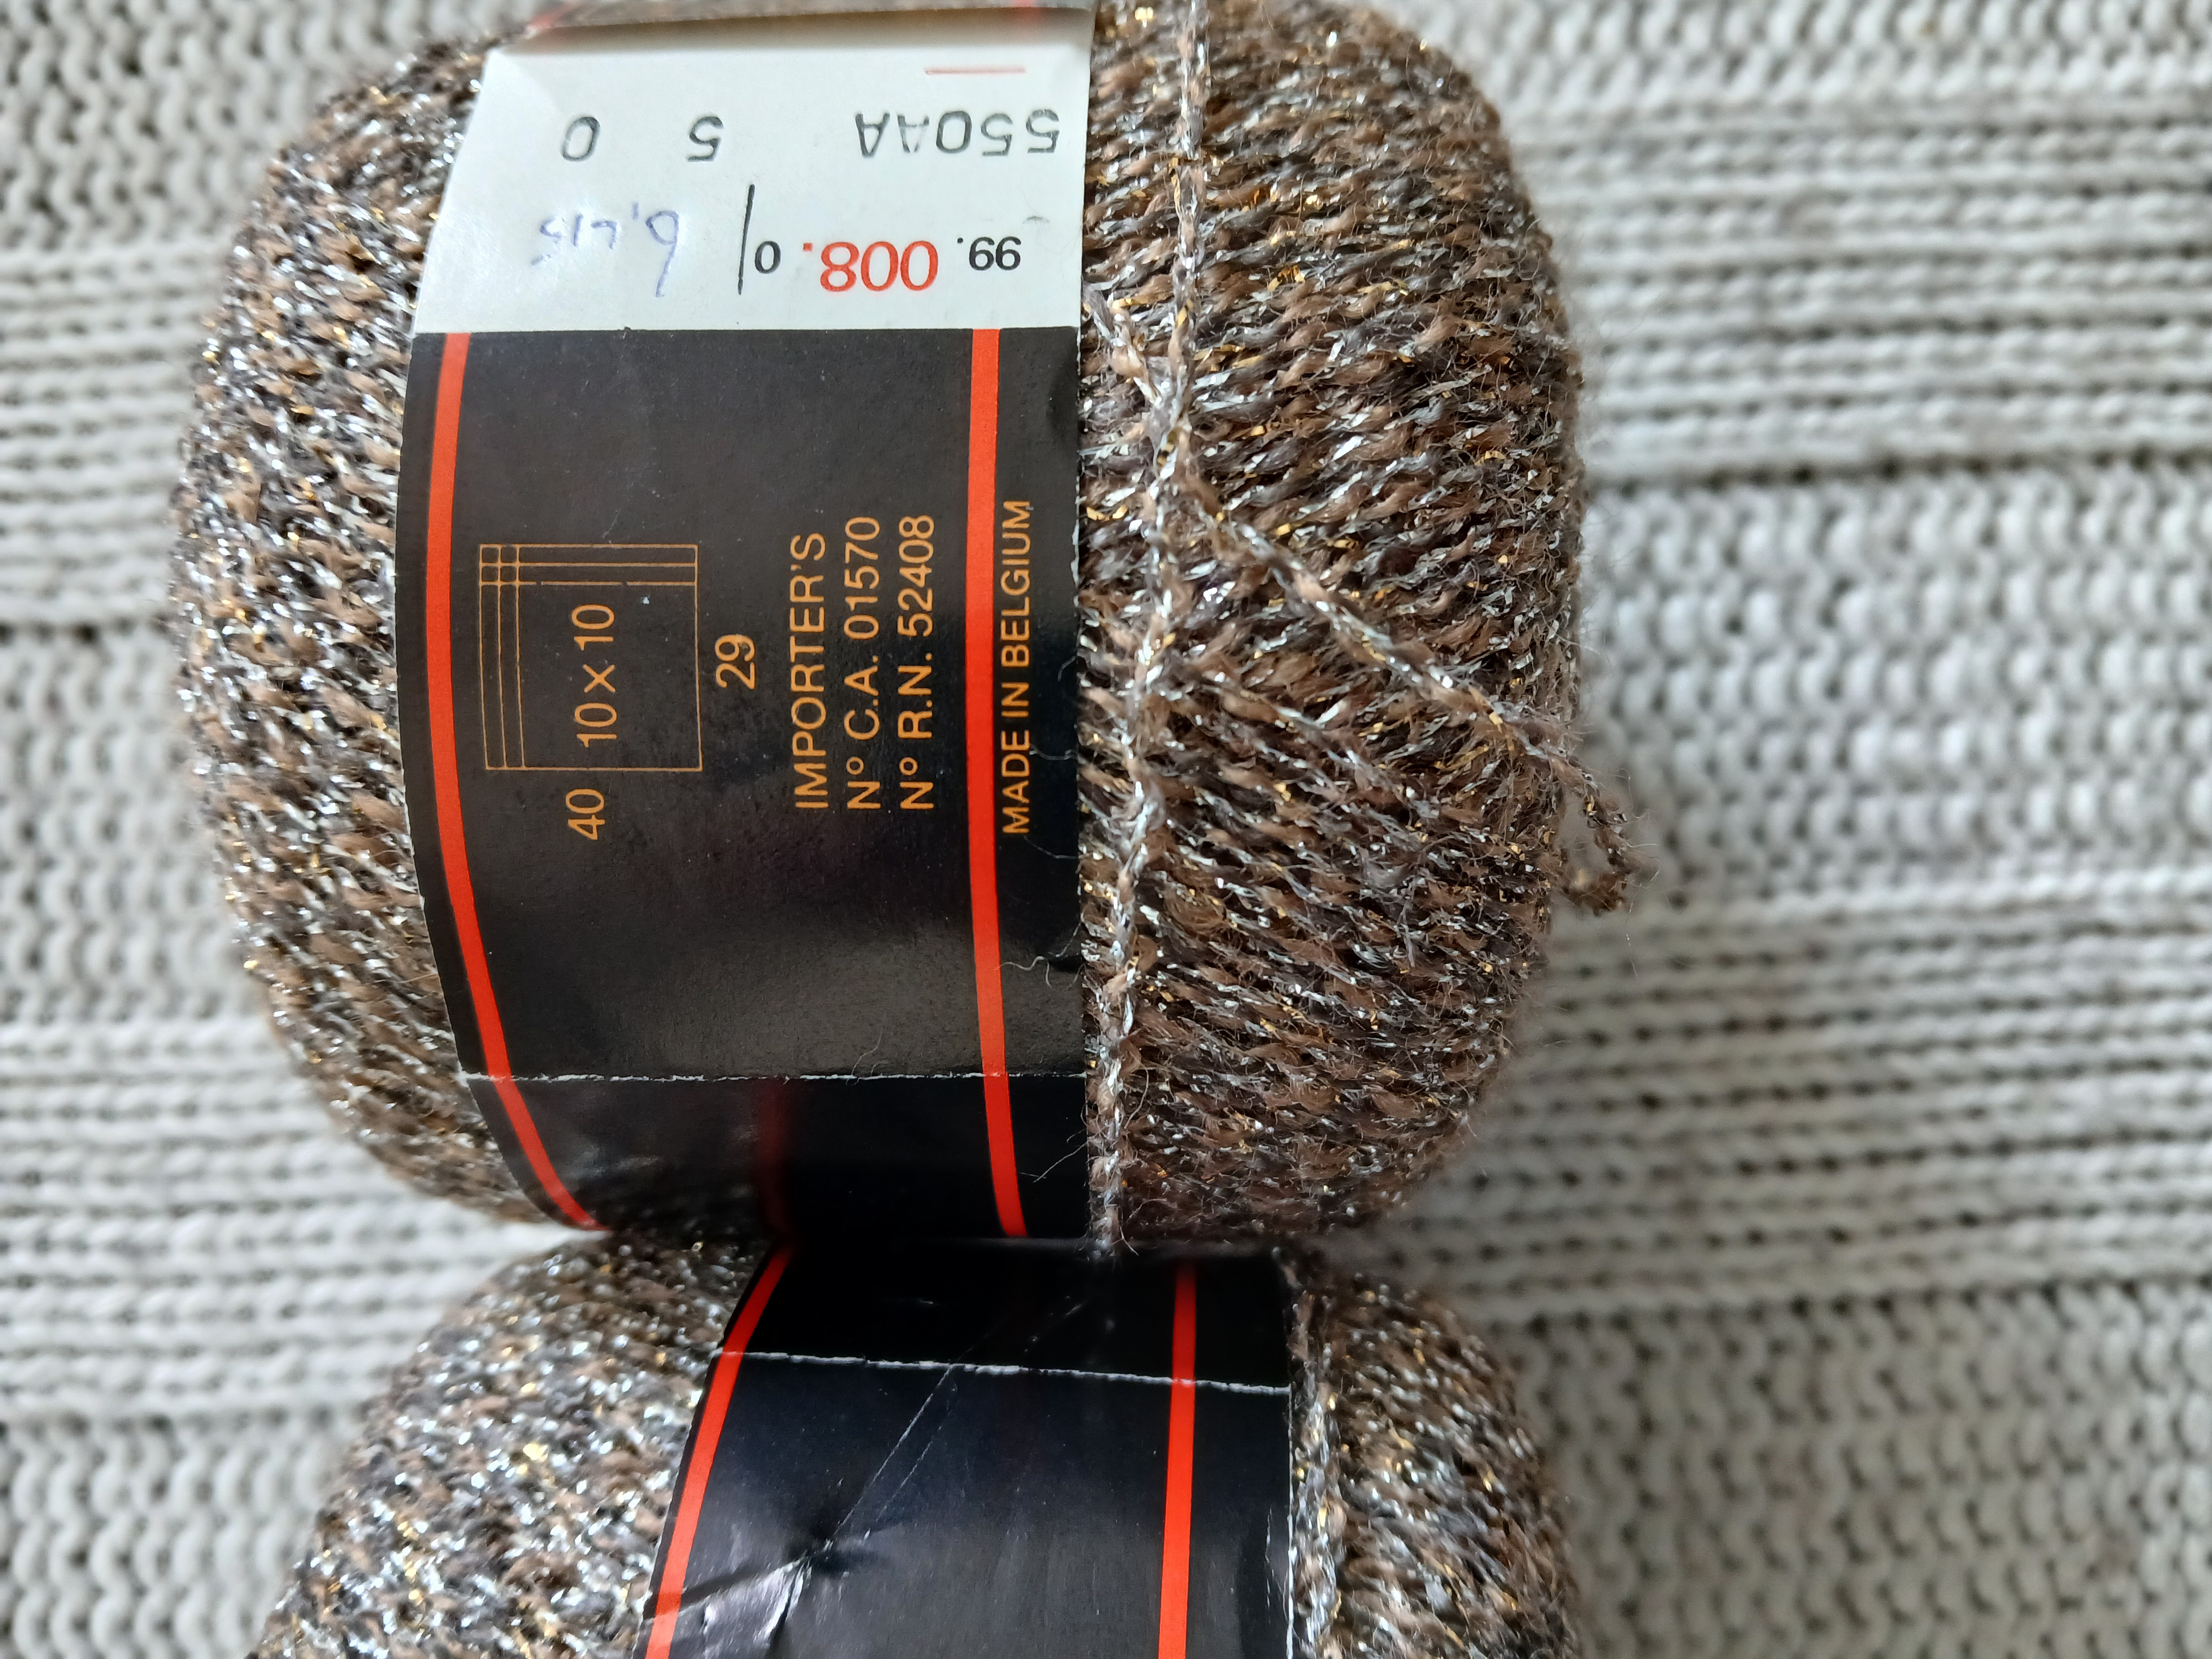 550AA 5 0
99. 008. 0
40 10 x 10
29
IMPORTER'S
N° C.A. 01570
N° R.N. 52408
MADE IN BELGIUM